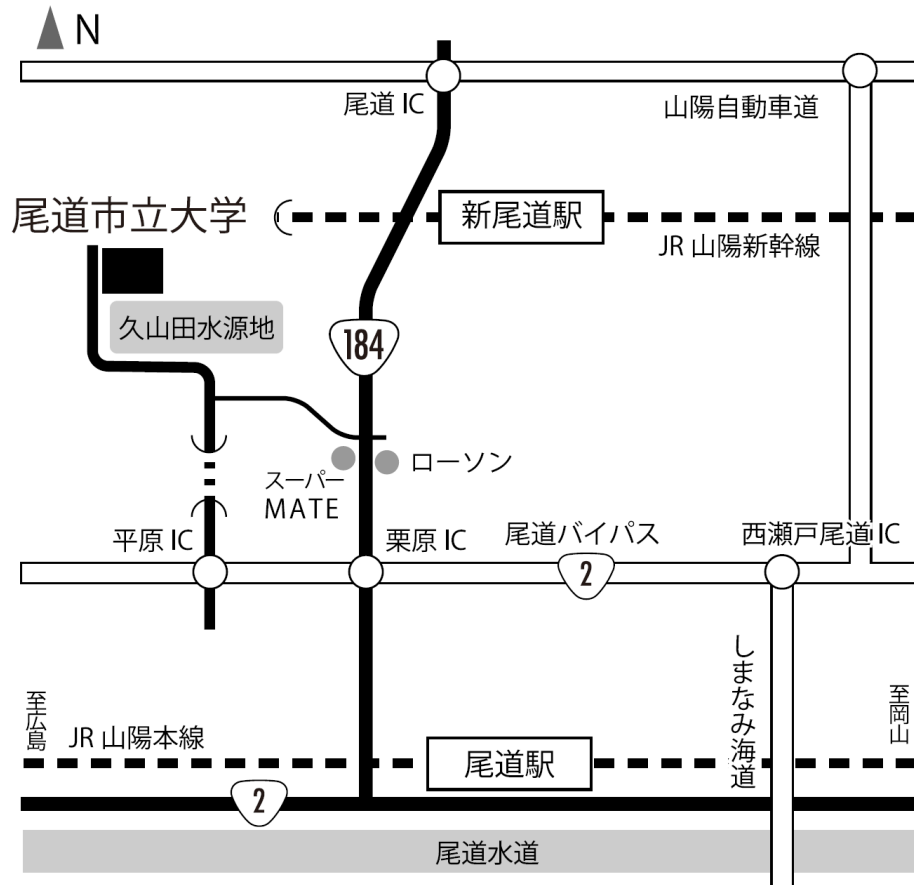 N
尾道 IC
山陽自動車道
尾道市立大学
新尾道駅
JR 山陽新幹線
久山田水源地
184
ローソン
スーパー
MATE
平原 IC
栗原 IC
尾道バイパス
西瀬戸尾道 IC
2
しまなみ海道
至広島
至岡山
JR 山陽本線
尾道駅
2
尾道水道